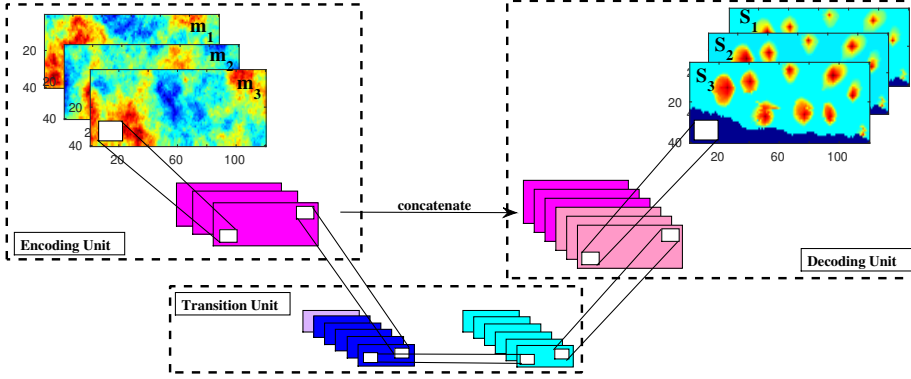 m1
m2
m3
20
40
20
40
20
40
20
60
100
Encoding Unit
concatenate
S1
S2
S3
20
40
20
60
100
Decoding Unit
Transition Unit